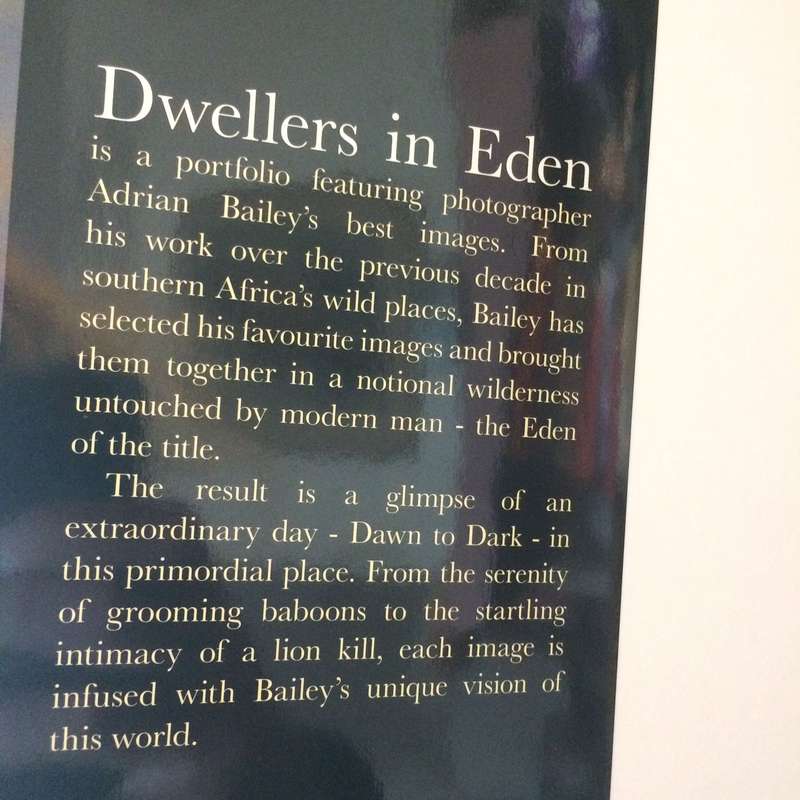 Dwellers in Eden
is a portfolio featuring photographer
Adrian Bailey's best images. From
his work over the previous decade in
southern Africa's wild places, Bailey has
selected his favourite images and brought
them together in a notional wilderness
untouched by modern man - the Eden
of the title.
The result is a glimpse of an
extraordinary day - Dawn to Dark - in
this primordial place. From the serenity
of grooming baboons to the startling
intimacy of a lion kill, each image is
infused with Bailey's unique vision of
this world.